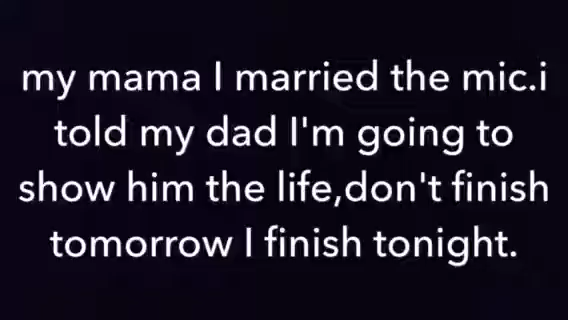 my mama I married the mic.i
told my dad I'm going to
show him the life,don't finish
tomorrow I finish tonight.